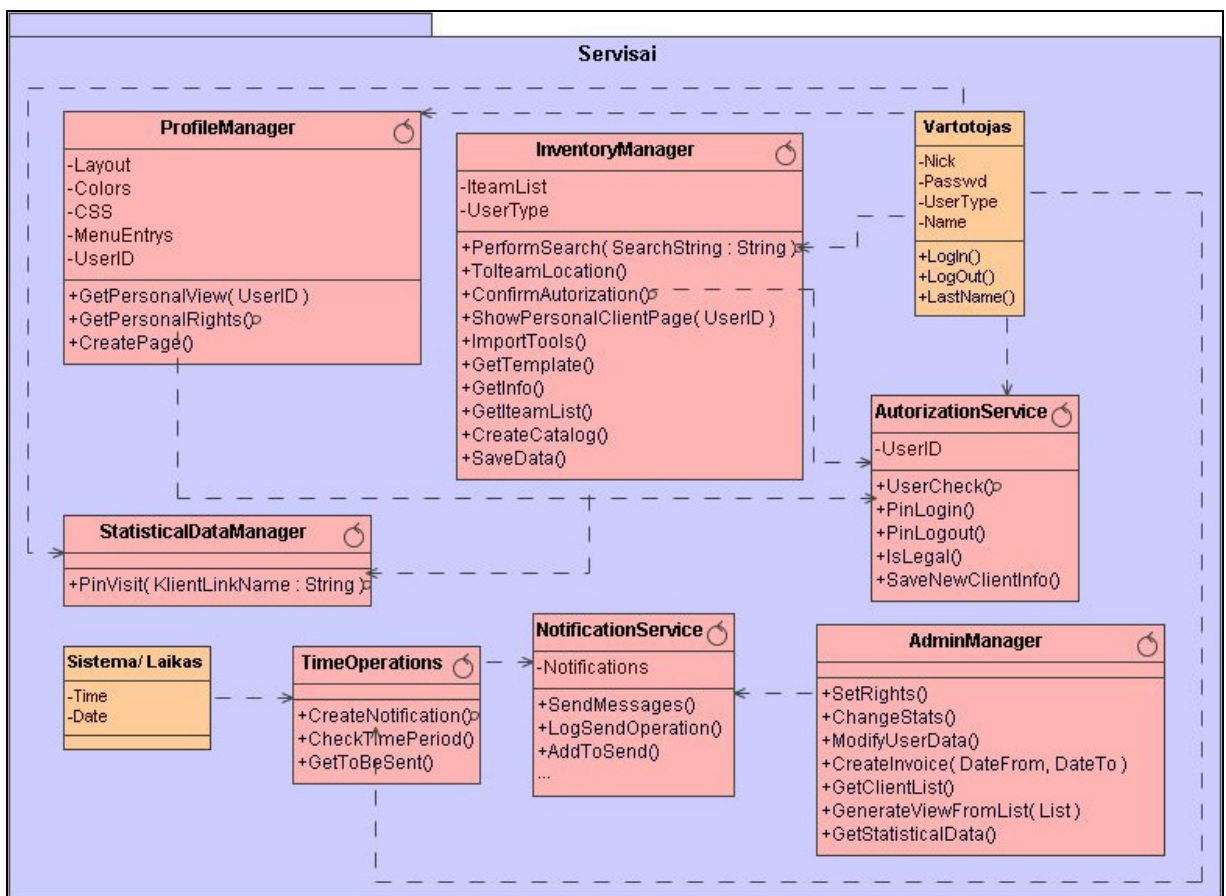 Servisai
ProfileManager
-Layout
-Colors
-CSS
-MenuEntrys
-UserID
+GetPersonalView( UserID )
+GetPersonalRights()
+CreatePage()
InventoryManager
-IteamList
-UserType
+PerformSearch( SearchString : String )
+ToIteamLocation()
+ConfirmAutorization()
+ShowPersonalClientPage( UserID )
+ImportTools()
+GetTemplate()
+GetInfo()
+GetIteamList()
+CreateCatalog()
+SaveData()
Vartotojas
-Nick
-Passwd
-UserType
-Name
+LogIn()
+LogOut()
+LastName()
AutorizationService
-UserID
+UserCheck()
+PinLogin()
+PinLogout()
+IsLegal()
+SaveNewClientInfo()
StatisticalDataManager
+PinVisit( KlientLinkName : String )
Sistema/ Laikas
-Time
-Date
TimeOperations
+CreateNotification()
+CheckTimePeriod()
+GetToBeSent()
NotificationService
-Notifications
+SendMessages()
+LogSendOperation()
+AddToSend()
...
AdminManager
+SetRights()
+ChangeStats()
+ModifyUserData()
+CreateInvoice( DateFrom, DateTo )
+GetClientList()
+GenerateViewFromList( List )
+GetStatisticalData()